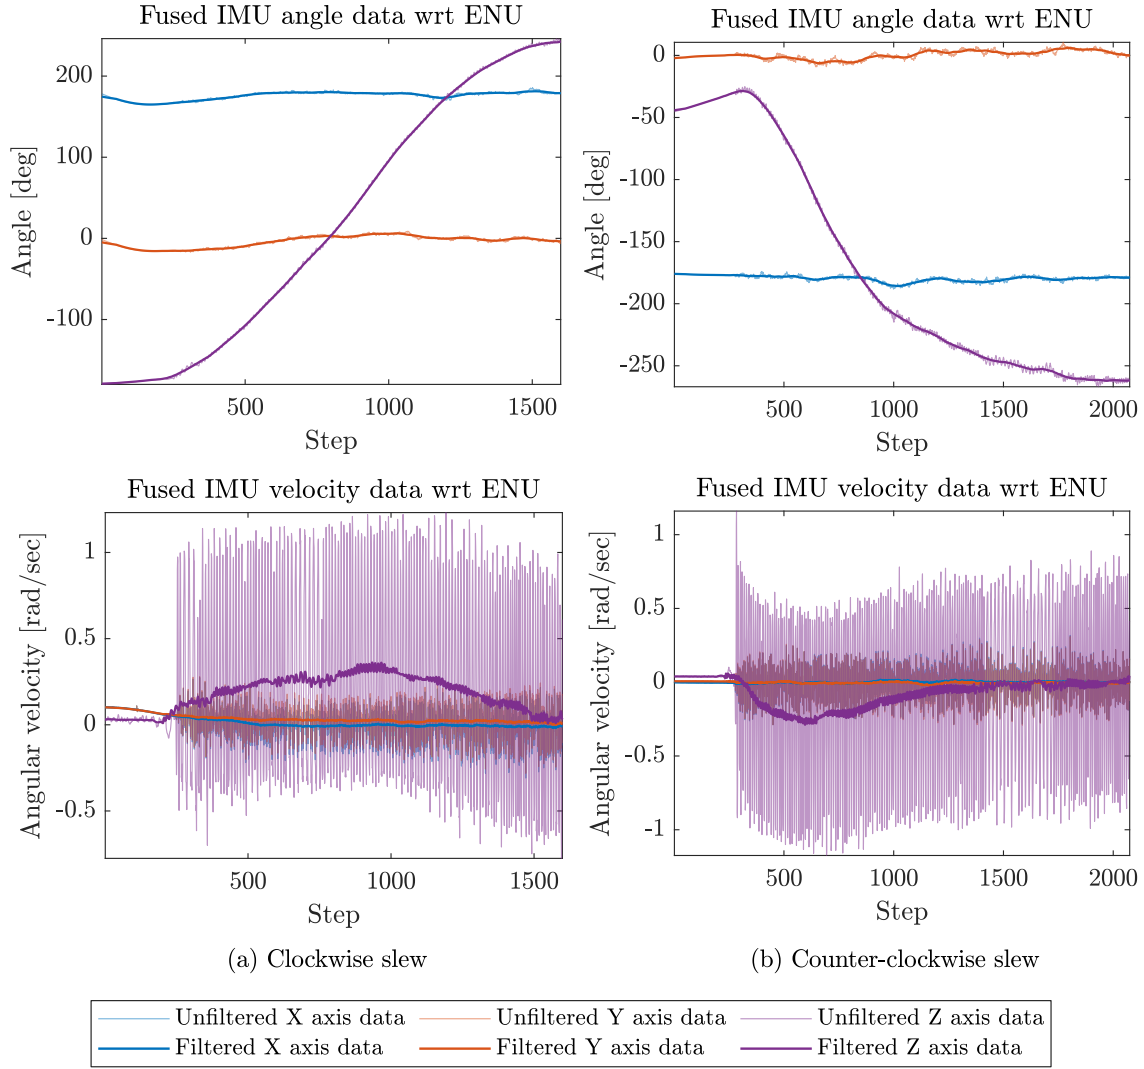 Fused IMU angle data wrt ENU
200
100
0
-100
Angle [deg]
500
1000
1500
Step
Fused IMU angle data wrt ENU
0
-50
-100
-150
-200
-250
Angle [deg]
500
1000
1500
2000
Step
Fused IMU velocity data wrt ENU
1
0.5
0
-0.5
Angular velocity [rad/sec]
500
1000
1500
Step
(a) Clockwise slew
Fused IMU velocity data wrt ENU
1
0.5
0
-0.5
-1
Angular velocity [rad/sec]
500
1000
1500
2000
Step
(b) Counter-clockwise slew
Unfiltered X axis data
Unfiltered Y axis data
Unfiltered Z axis data
Filtered X axis data
Filtered Y axis data
Filtered Z axis data